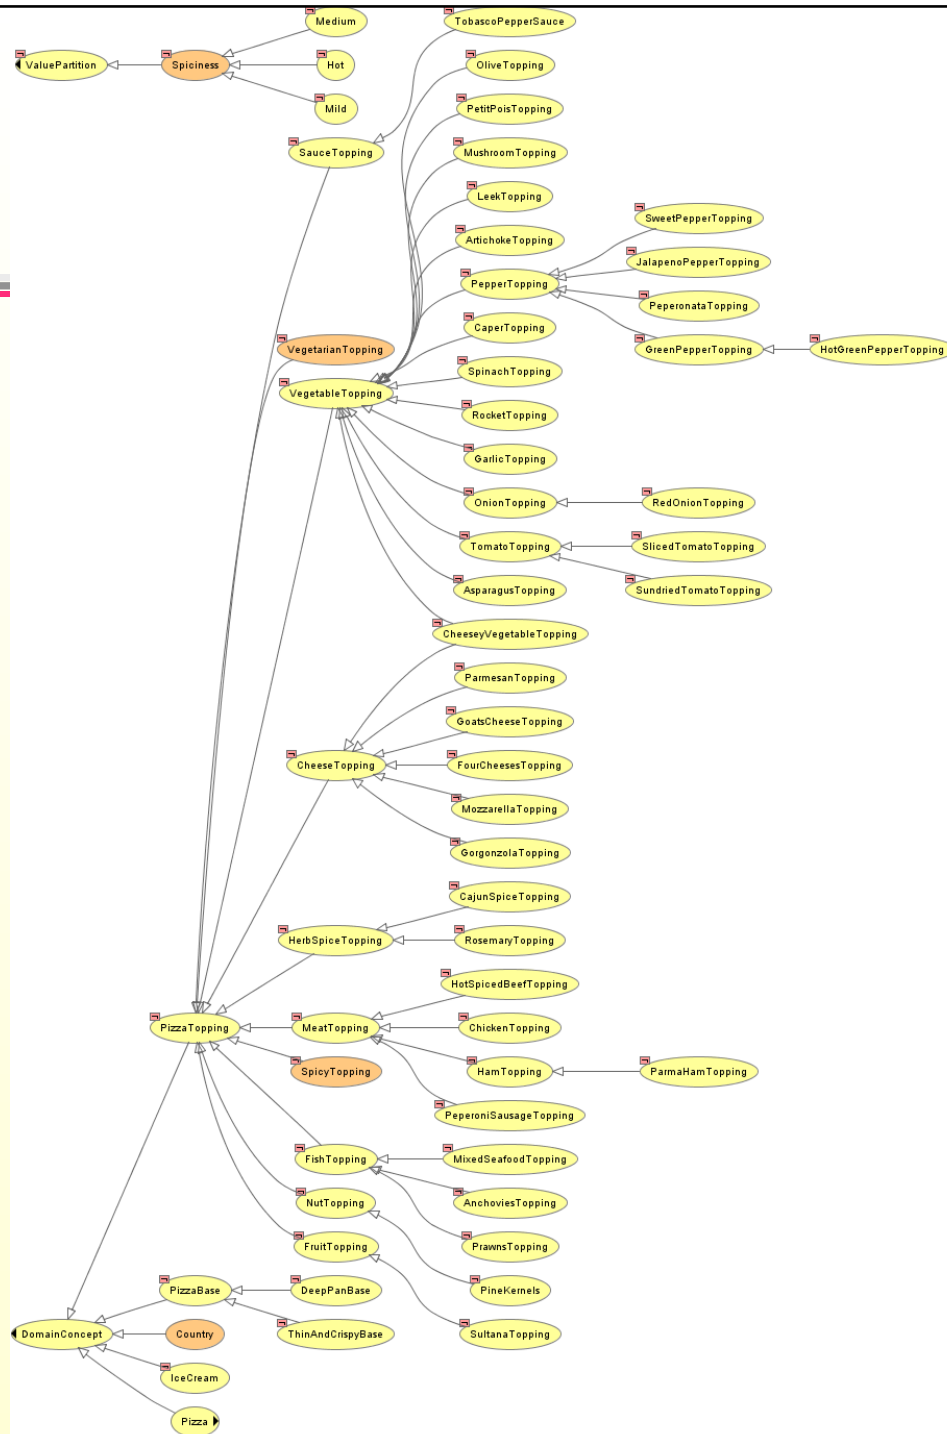 Medium
TobascoPepperSauce
ValuePartition
Spiciness
Hot
OliveTopping
Mild
PetitPoisTopping
SauceTopping
MushroomTopping
LeekTopping
SweetPepperTopping
ArtichokeTopping
JalapenoPepperTopping
PepperTopping
PeperonataTopping
CaperTopping
VegetarianTopping
GreenPepperTopping
HotGreenPepperTopping
SpinachTopping
VegetableTopping
RocketTopping
GarlicTopping
OnionTopping
RedOnionTopping
TomatoTopping
SlicedTomatoTopping
AsparagusTopping
SundriedTomatoTopping
CheeseyVegetableTopping
ParmesanTopping
GoatsCheeseTopping
CheeseTopping
FourCheesesTopping
MozzarellaTopping
GorgonzolaTopping
CajunSpiceTopping
HerbSpiceTopping
RosemaryTopping
HotSpicedBeefTopping
PizzaTopping
MeatTopping
ChickenTopping
SpicyTopping
HamTopping
ParmaHamTopping
PeperoniSausageTopping
FishTopping
MixedSeafoodTopping
NutTopping
AnchoviesTopping
FruitTopping
PrawnsTopping
PizzaBase
DeepPanBase
PineKernels
DomainConcept
Country
ThinAndCrispyBase
SultanaTopping
IceCream
Pizza